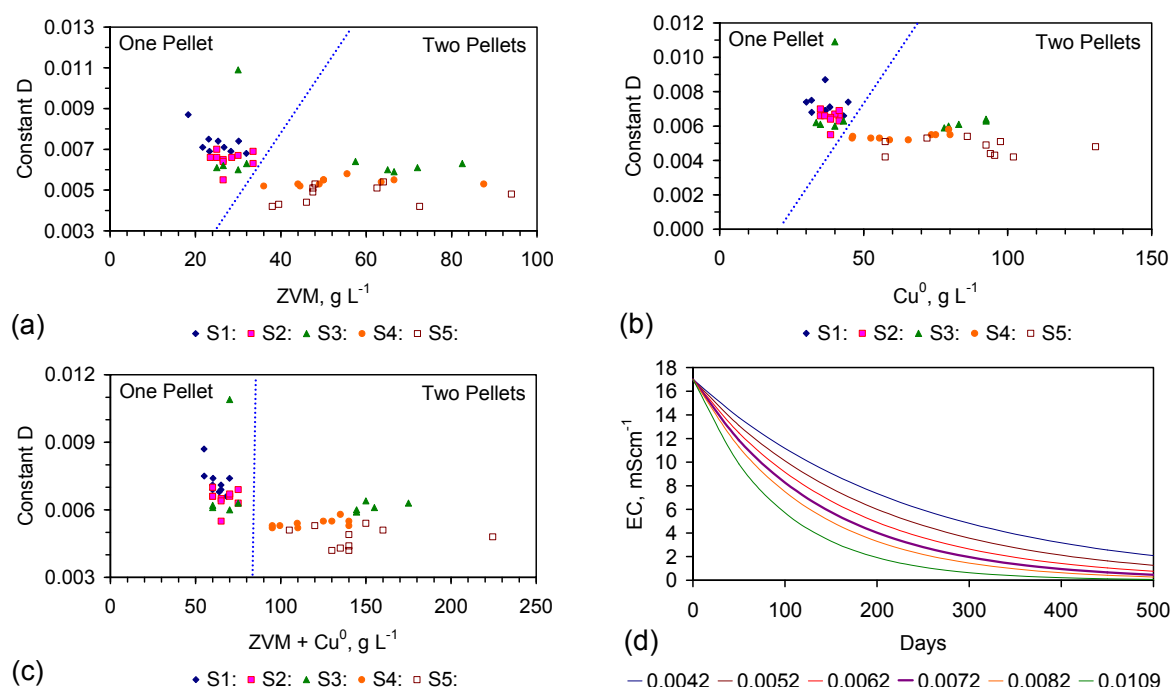 0.013
0.011
0.009
0.007
0.005
0.003
Constant D
One Pellet
Two Pellets
0 20 40 60 80 100
ZVM, g L⁻¹
(a)
S1: S2: S3: S4: S5:
0.012
0.010
0.008
0.006
0.004
0.002
0.000
Constant D
One Pellet
Two Pellets
0 50 100 150
Cu⁰, g L⁻¹
(b)
S1: S2: S3: S4: S5:
0.012
0.009
0.006
0.003
Constant D
One Pellet
Two Pellets
0 50 100 150 200 250
ZVM + Cu⁰, g L⁻¹
(c)
S1: S2: S3: S4: S5:
18
16
14
12
10
8
6
4
2
0
EC, mScm⁻¹
0 100 200 300 400 500
Days
(d)
0.0042 0.0052 0.0062 0.0072 0.0082 0.0109